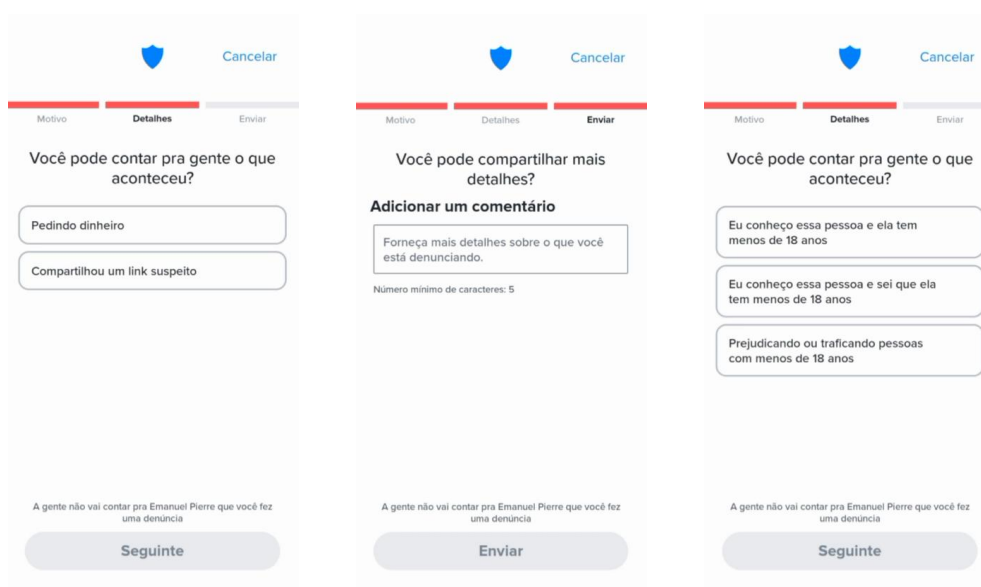 Cancelar
Motivo
Detalhes
Enviar
Você pode contar pra gente o que
aconteceu?
Pedindo dinheiro
Compartilhou um link suspeito
A gente não vai contar pra Emanuel Pierre que você fez
uma denúncia
Seguinte
Cancelar
Motivo
Detalhes
Enviar
Você pode compartilhar mais
detalhes?
Adicionar um comentário
Forneça mais detalhes sobre o que você
está denunciando.
Número mínimo de caracteres: 5
A gente não vai contar pra Emanuel Pierre que você fez
uma denúncia
Enviar
Cancelar
Motivo
Detalhes
Enviar
Você pode contar pra gente o que
aconteceu?
Eu conheço essa pessoa e ela tem
menos de 18 anos
Eu conheço essa pessoa e sei que ela
tem menos de 18 anos
Prejudicando ou traficando pessoas
com menos de 18 anos
A gente não vai contar pra Emanuel Pierre que você fez
uma denúncia
Seguinte